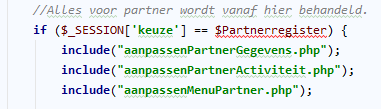 //Alles voor partner wordt vanaf hier behandeld.
if ($_SESSION['keuze'] == $Partnerregister) {
include("aanpassenPartnerGegevens.php");
include("aanpassenPartnerActiviteit.php");
include("aanpassenMenuPartner.php");